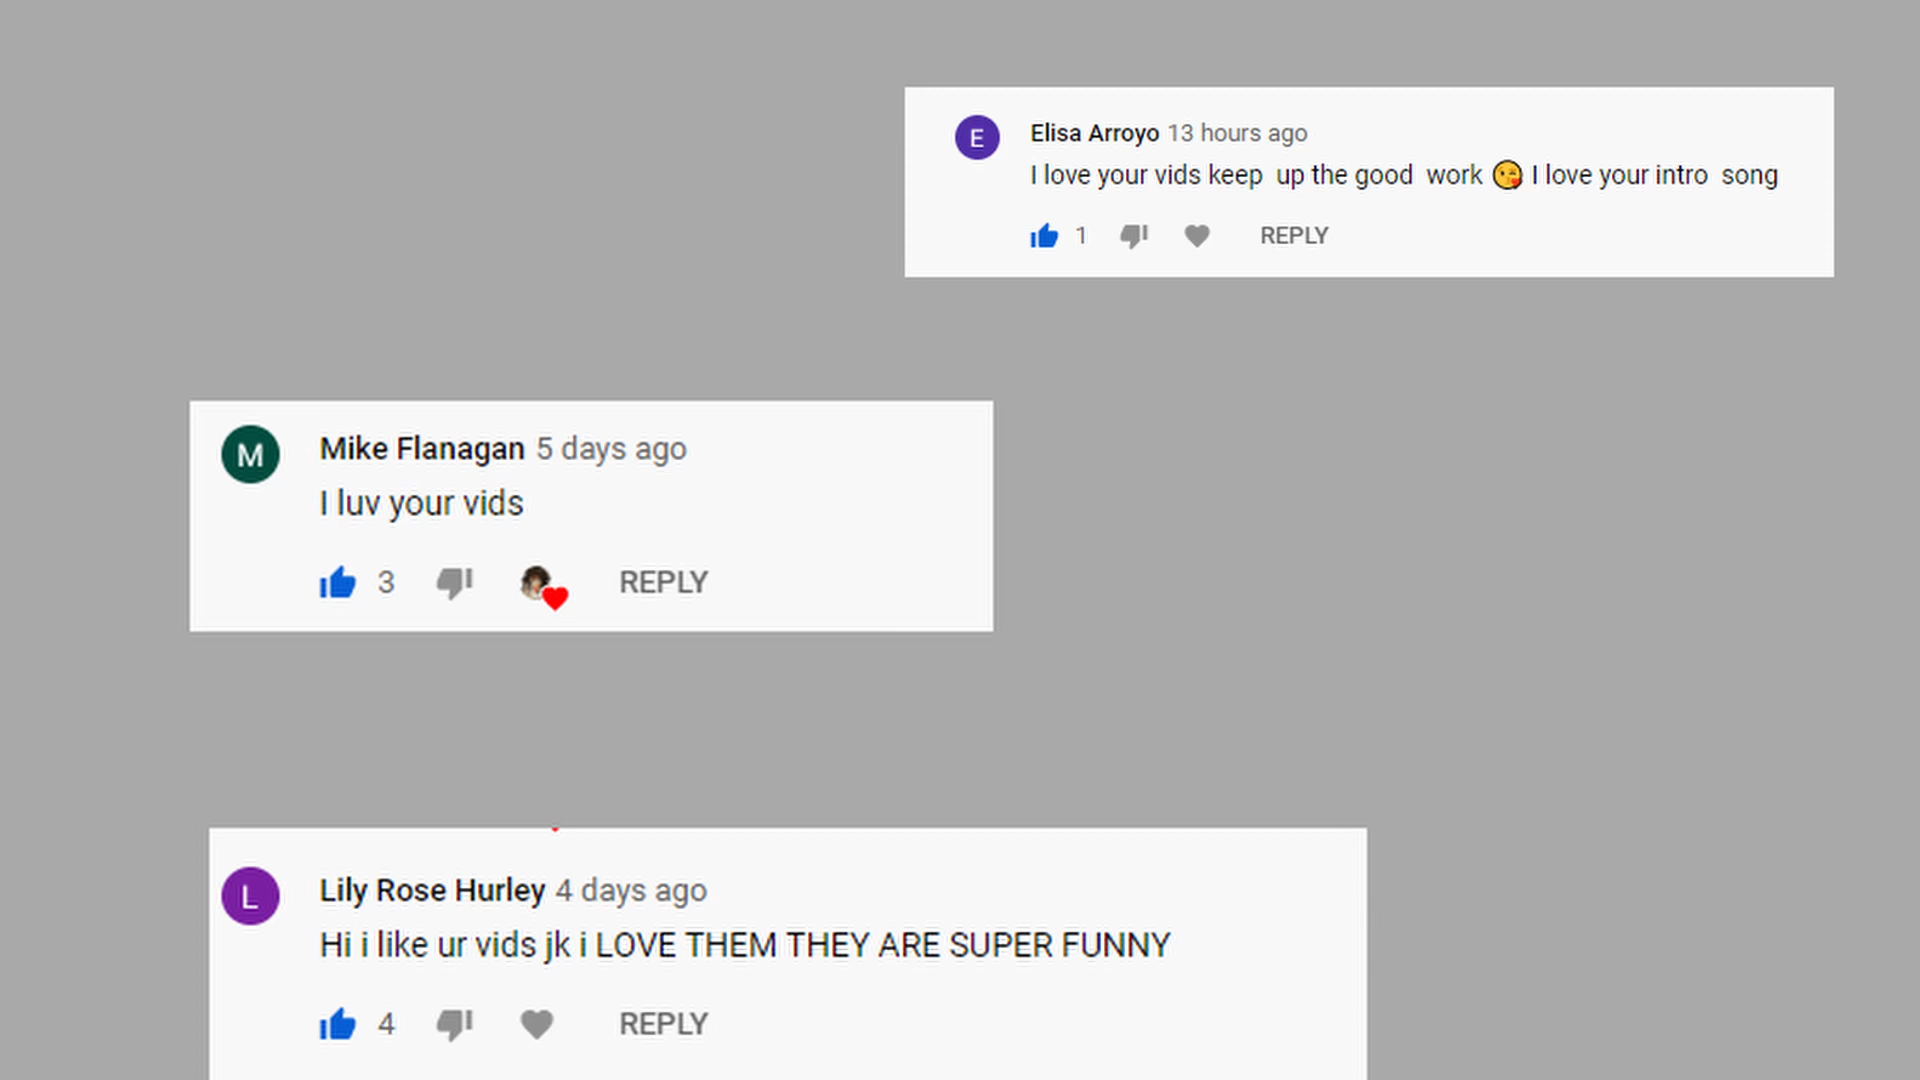 E
Elisa Arroyo 13 hours ago
I love your vids keep up the good work 😘 I love your intro song
1 REPLY
M
Mike Flanagan 5 days ago
I luv your vids
3 REPLY
L
Lily Rose Hurley 4 days ago
Hi i like ur vids jk i LOVE THEM THEY ARE SUPER FUNNY
4 REPLY